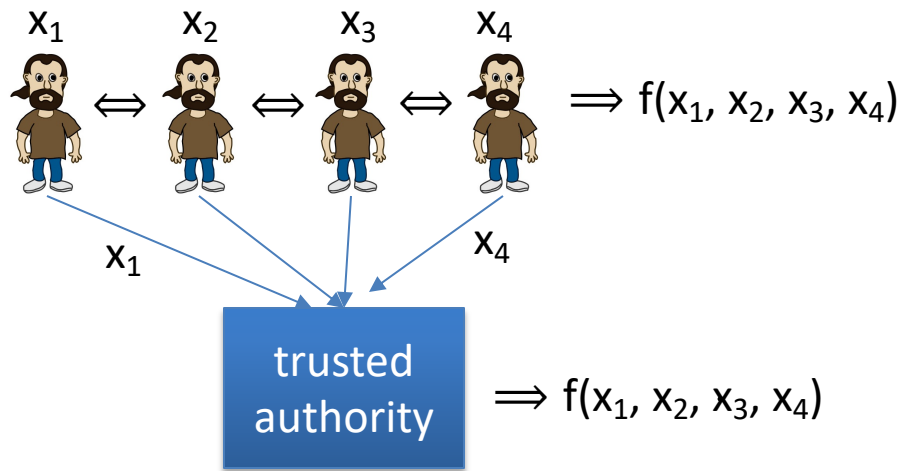 x₁ x₂ x₃ x₄
⇔ ⇔ ⇔ ⇒ f(x₁, x₂, x₃, x₄)
x₁ x₄
trusted
authority
⇒ f(x₁, x₂, x₃, x₄)